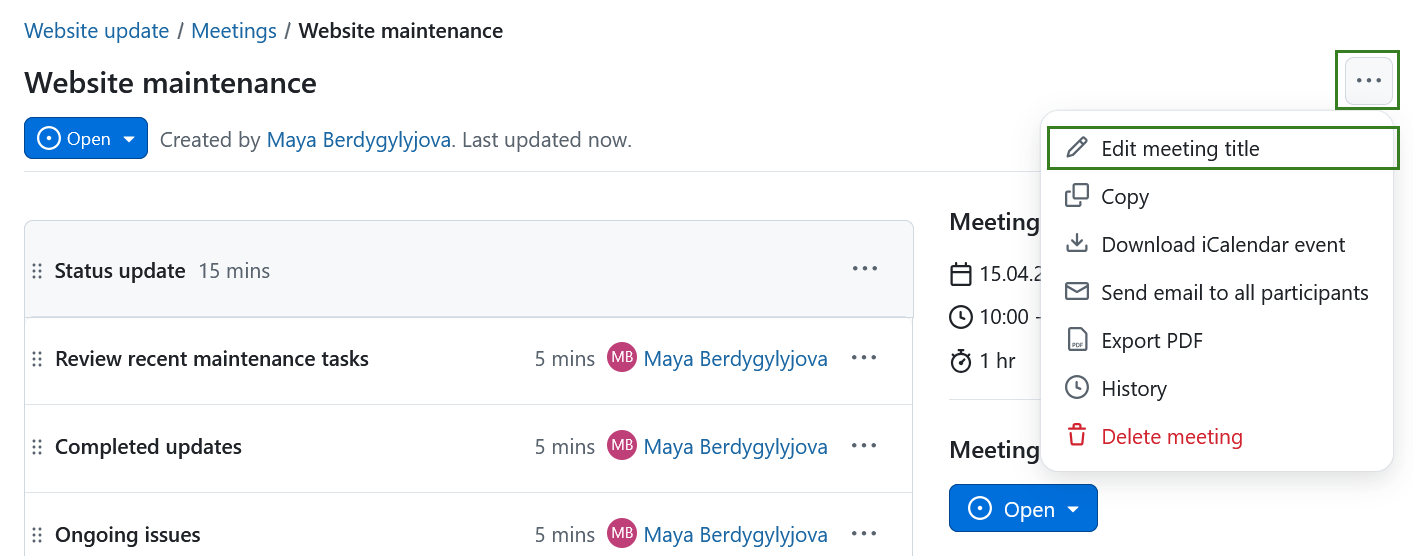 Website update / Meetings / Website maintenance
Website maintenance
Open Created by Maya Berdygylyjova. Last updated now.
Status update 15 mins
Review recent maintenance tasks 5 mins MB Maya Berdygylyjova
Completed updates 5 mins MB Maya Berdygylyjova
Ongoing issues 5 mins MB Maya Berdygylyjova
Meeting
15.04.2
10:00 -
1 hr
Meeting
Open
Edit meeting title
Copy
Download iCalendar event
Send email to all participants
PDF Export PDF
History
Delete meeting